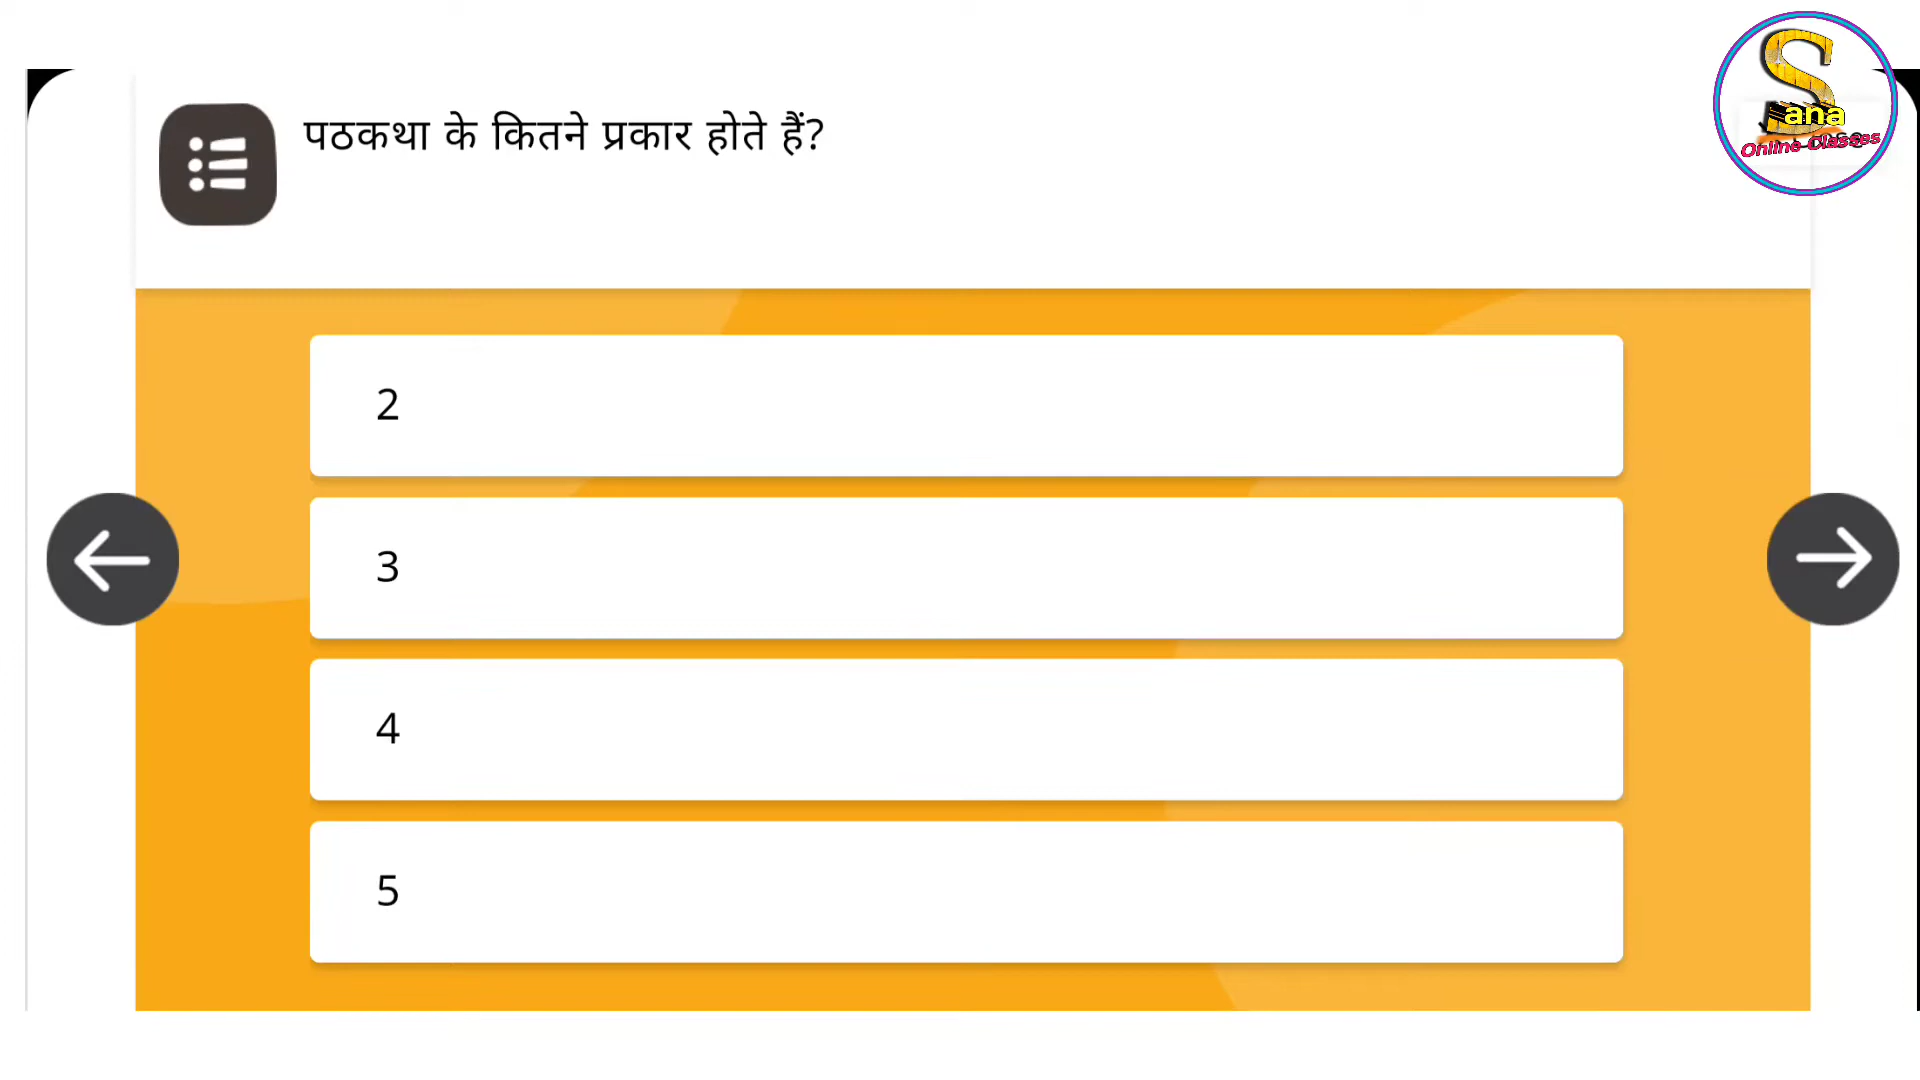 पठकथा के कितने प्रकार होते हैं?
Sana
Online Classes
2
3
4
5